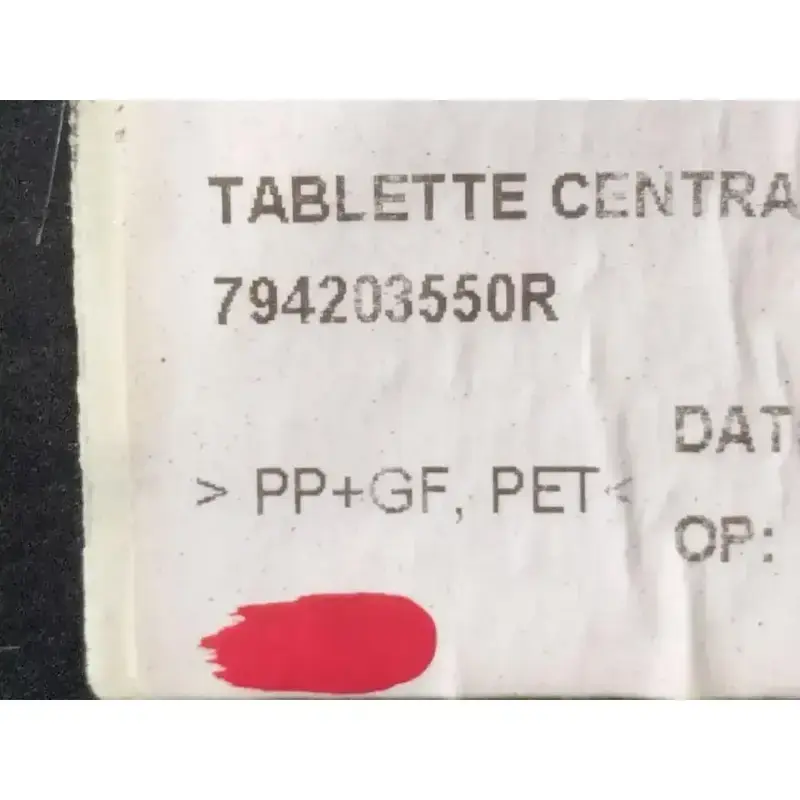 TABLETTE CENTRA
794203550R
DAT
> PP+GF, PET<
OP: